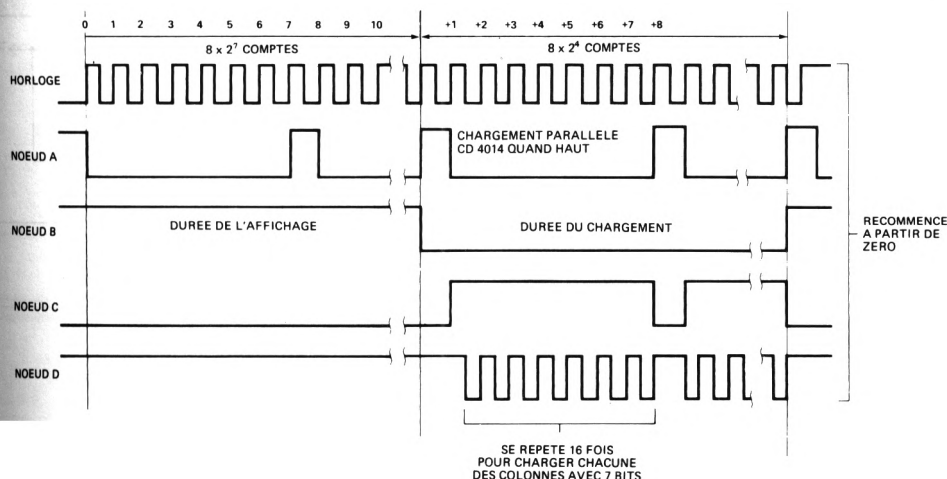 0 1 2 3 4 5 6 7 8 9 10 +1 +2 +3 +4 +5 +6 +7 +8
8 x 2⁷ COMPTES 8 x 2⁴ COMPTES
HORLOGE
NOEUD A
CHARGEMENT PARALLELE
CD 4014 QUAND HAUT
NOEUD B
DUREE DE L'AFFICHAGE
DUREE DU CHARGEMENT
RECOMMENCE
A PARTIR DE
ZERO
NOEUD C
NOEUD D
SE REPETE 16 FOIS
POUR CHARGER CHACUNE
DES COLONNES AVEC 7 BITS